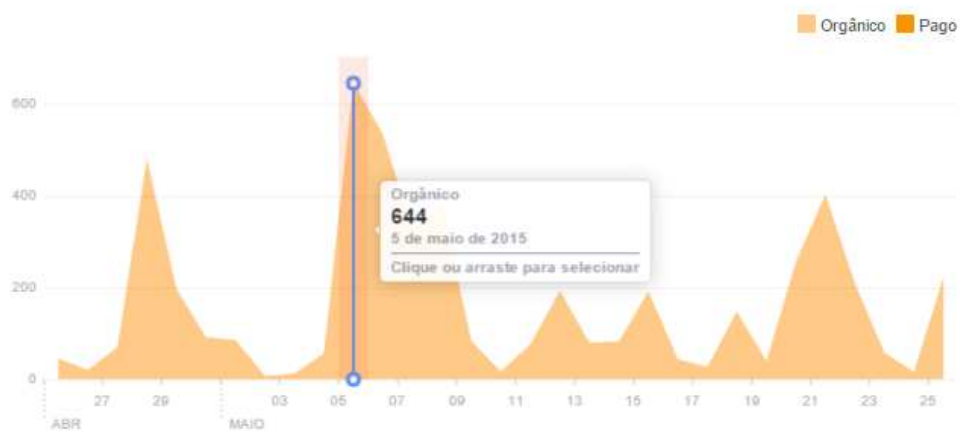 Orgânico Pago
600
400
200
0
Orgânico
644
5 de maio de 2015
Clique ou arraste para selecionar
27 29 03 05 07 09 11 13 15 17 19 21 23 25
ABR MAIO